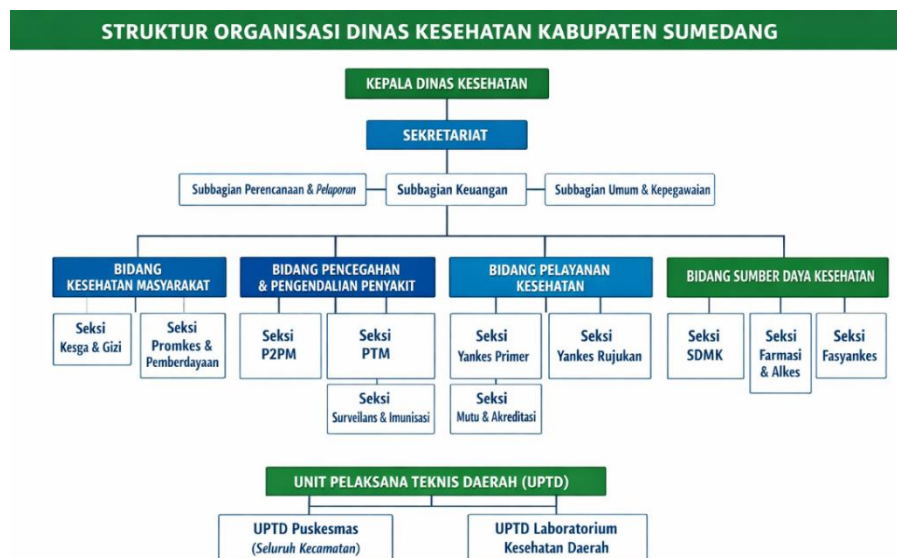 STRUKTUR ORGANISASI DINAS KESEHATAN KABUPATEN SUMEDANG
KEPALA DINAS KESEHATAN
SEKRETARIAT
Subbagian Perencanaan & Pelaporan
Subbagian Keuangan
Subbagian Umum & Kepegawaian
BIDANG
KESEHATAN MASYARAKAT
BIDANG PENCEGAHAN
& PENGENDALIAN PENYAKIT
BIDANG PELAYANAN
KESEHATAN
BIDANG SUMBER DAYA KESEHATAN
Seksi
Kesga & Gizi
Seksi
Promkes &
Pemberdayaan
Seksi
P2PM
Seksi
PTM
Seksi
Surveilans & Imunisasi
Seksi
Yankes Primer
Seksi
Yankes Rujukan
Seksi
Mutu & Akreditasi
Seksi
SDMK
Seksi
Farmasi
& Alkes
Seksi
Fasyankes
UNIT PELAKSANA TEKNIS DAERAH (UPTD)
UPTD Puskesmas
(Seluruh Kecamatan)
UPTD Laboratorium
Kesehatan Daerah